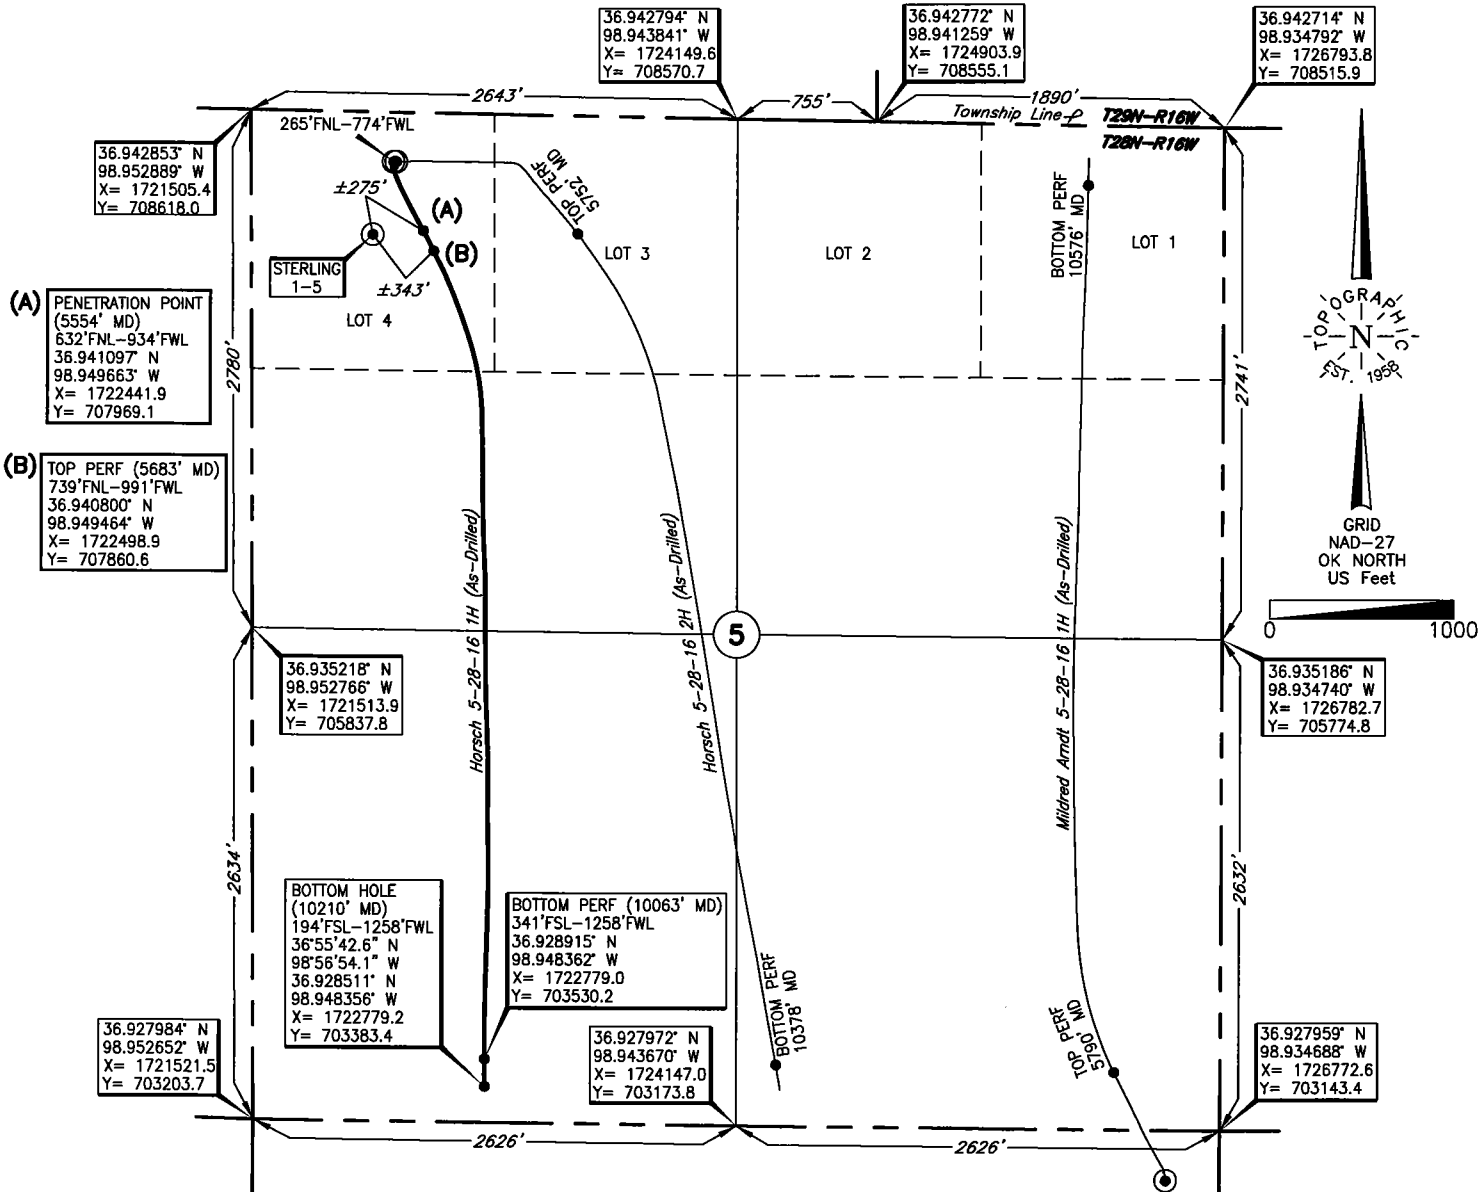 36.942794° N
98.943841° W
X= 1724149.6
Y= 708570.7
36.942772° N
98.941259° W
X= 1724903.9
Y= 708555.1
36.942714° N
98.934792° W
X= 1726793.8
Y= 708515.9
2643'
755'
1890'
Township Line
T29N-R16W
T28N-R16W
265'FNL-774'FWL
36.942853° N
98.952889° W
X= 1721505.4
Y= 708618.0
±275'
(A)
(B)
STERLING
1-5
±343'
LOT 4
TOP PERF
5752' MD
LOT 3
LOT 2
BOTTOM PERF
10576' MD
LOT 1
TOPOGRAPHIC
N
EST. 1958
(A)
PENETRATION POINT
(5554' MD)
632'FNL-934'FWL
36.941097° N
98.949663° W
X= 1722441.9
Y= 707969.1
2780'
2741'
(B)
TOP PERF (5683' MD)
739'FNL-991'FWL
36.940800° N
98.949464° W
X= 1722498.9
Y= 707860.6
GRID
NAD-27
OK NORTH
US Feet
0 1000
Horsch 5-28-16 1H (As-Drilled)
Horsch 5-28-16 2H (As-Drilled)
Mildred Arndt 5-28-16 1H (As-Drilled)
5
36.935218° N
98.952766° W
X= 1721513.9
Y= 705837.8
36.935186° N
98.934740° W
X= 1726782.7
Y= 705774.8
2634'
2632'
BOTTOM HOLE
(10210' MD)
194'FSL-1258'FWL
36°55'42.6" N
98°56'54.1" W
36.928511° N
98.948356° W
X= 1722779.2
Y= 703383.4
BOTTOM PERF (10063' MD)
341'FSL-1258'FWL
36.928915° N
98.948362° W
X= 1722779.0
Y= 703530.2
BOTTOM PERF
10378' MD
TOP PERF
5790' MD
36.927984° N
98.952652° W
X= 1721521.5
Y= 703203.7
36.927972° N
98.943670° W
X= 1724147.0
Y= 703173.8
36.927959° N
98.934688° W
X= 1726772.6
Y= 703143.4
2626'
2626'